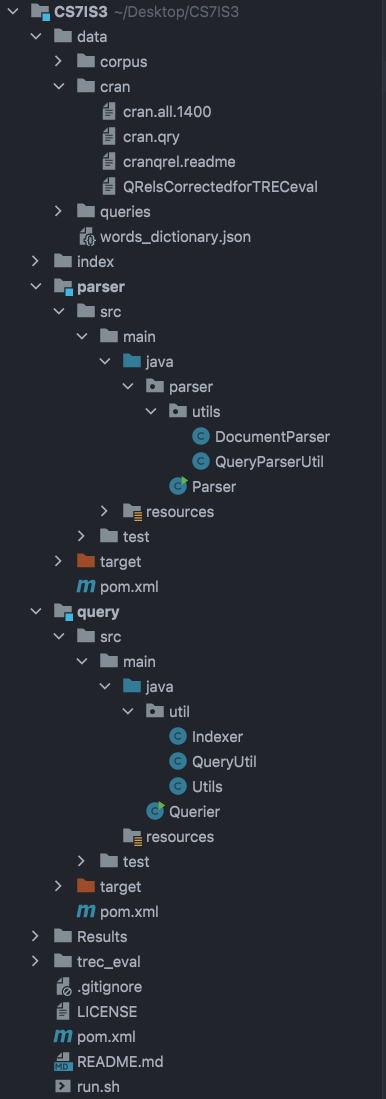 CS7IS3 ~/Desktop/CS7IS3
data
corpus
cran
cran.all.1400
cran.qry
cranqrel.readme
QRelsCorrectedforTRECeval
queries
words_dictionary.json
index
parser
src
main
java
parser
utils
DocumentParser
QueryParserUtil
Parser
resources
test
target
pom.xml
query
src
main
java
util
Indexer
QueryUtil
Utils
Querier
resources
test
target
pom.xml
Results
trec_eval
.gitignore
LICENSE
pom.xml
README.md
run.sh